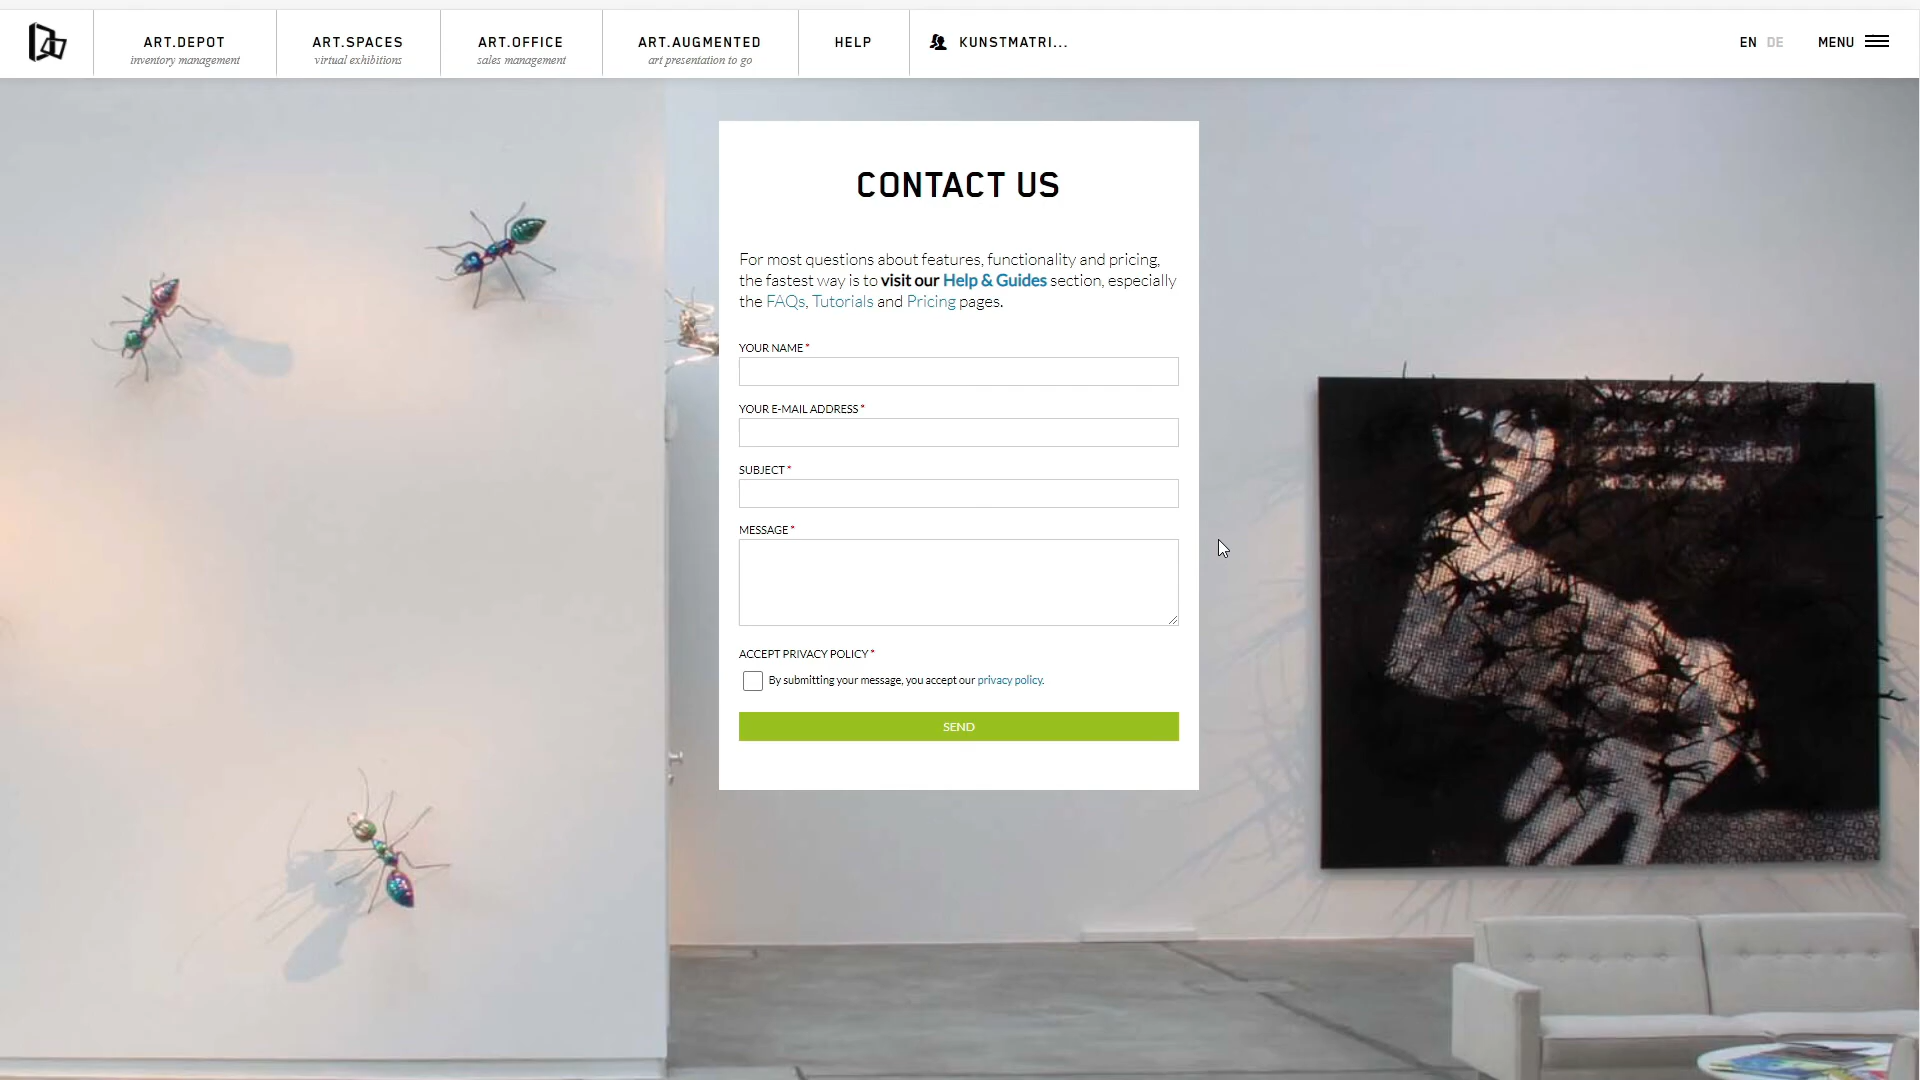 ART.DEPOT
inventory management
ART.SPACES
virtual exhibitions
ART.OFFICE
sales management
ART.AUGMENTED
art presentation to go
HELP
KUNSTMATRI...
EN DE
MENU
CONTACT US
For most questions about features, functionality and pricing,
the fastest way is to visit our Help & Guides section, especially
the FAQs, Tutorials and Pricing pages.
YOUR NAME *
YOUR E-MAIL ADDRESS *
SUBJECT *
MESSAGE *
ACCEPT PRIVACY POLICY *
By submitting your message, you accept our privacy policy.
SEND